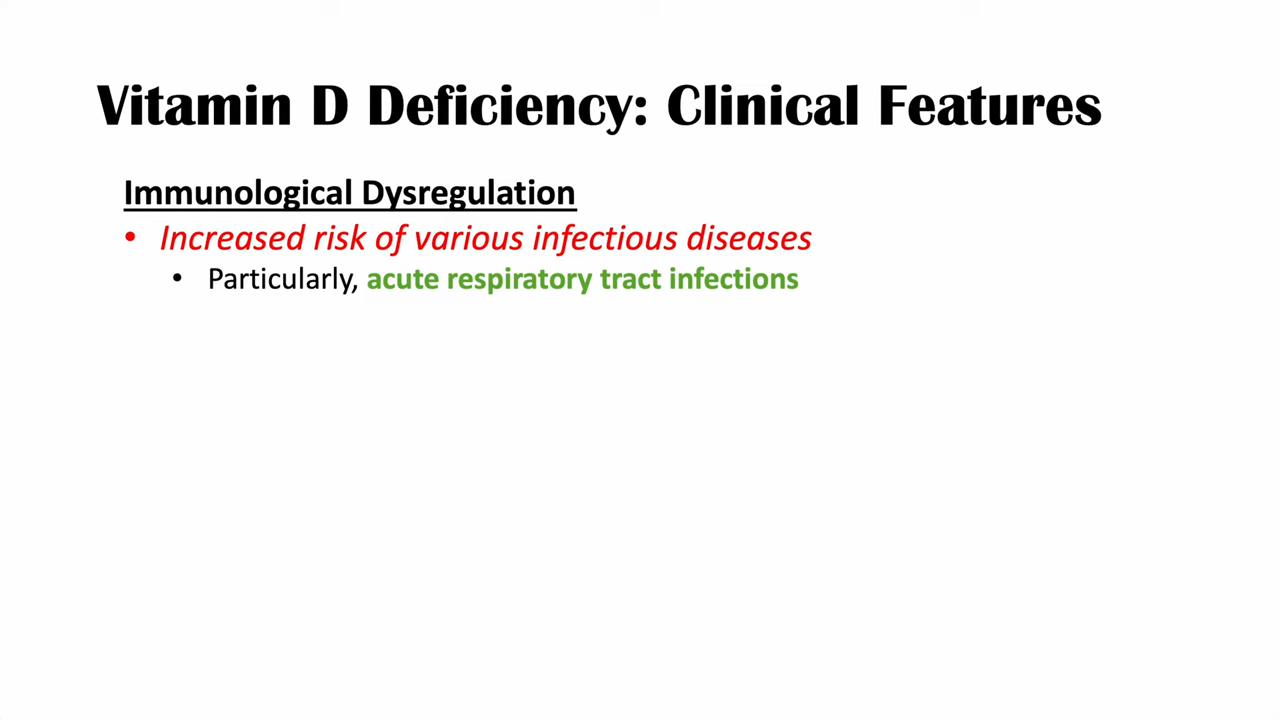 Vitamin D Deficiency: Clinical Features
Immunological Dysregulation
• Increased risk of various infectious diseases
• Particularly, acute respiratory tract infections